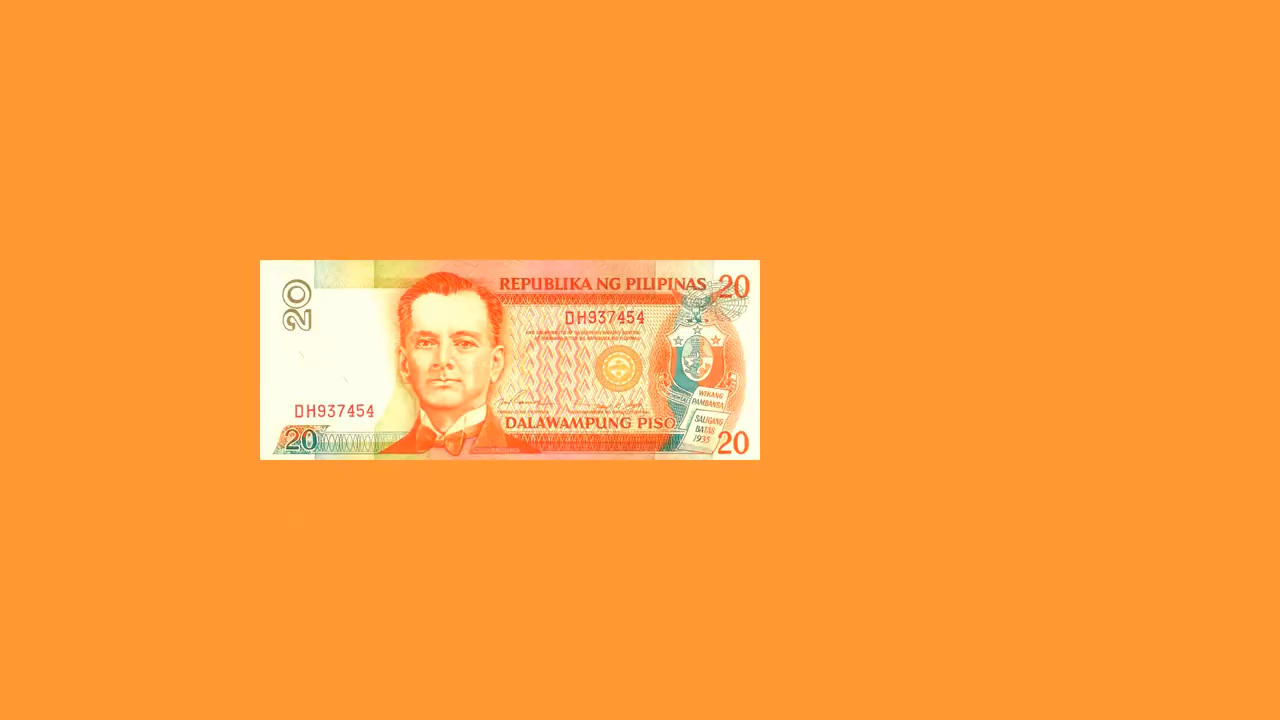 20
REPUBLIKA NG PILIPINAS
20
DH937454
DH937454
WIKANG
PAMBANSA
SALIGANG
BATAS
1935
DALAWAMPUNG PISO
20
20